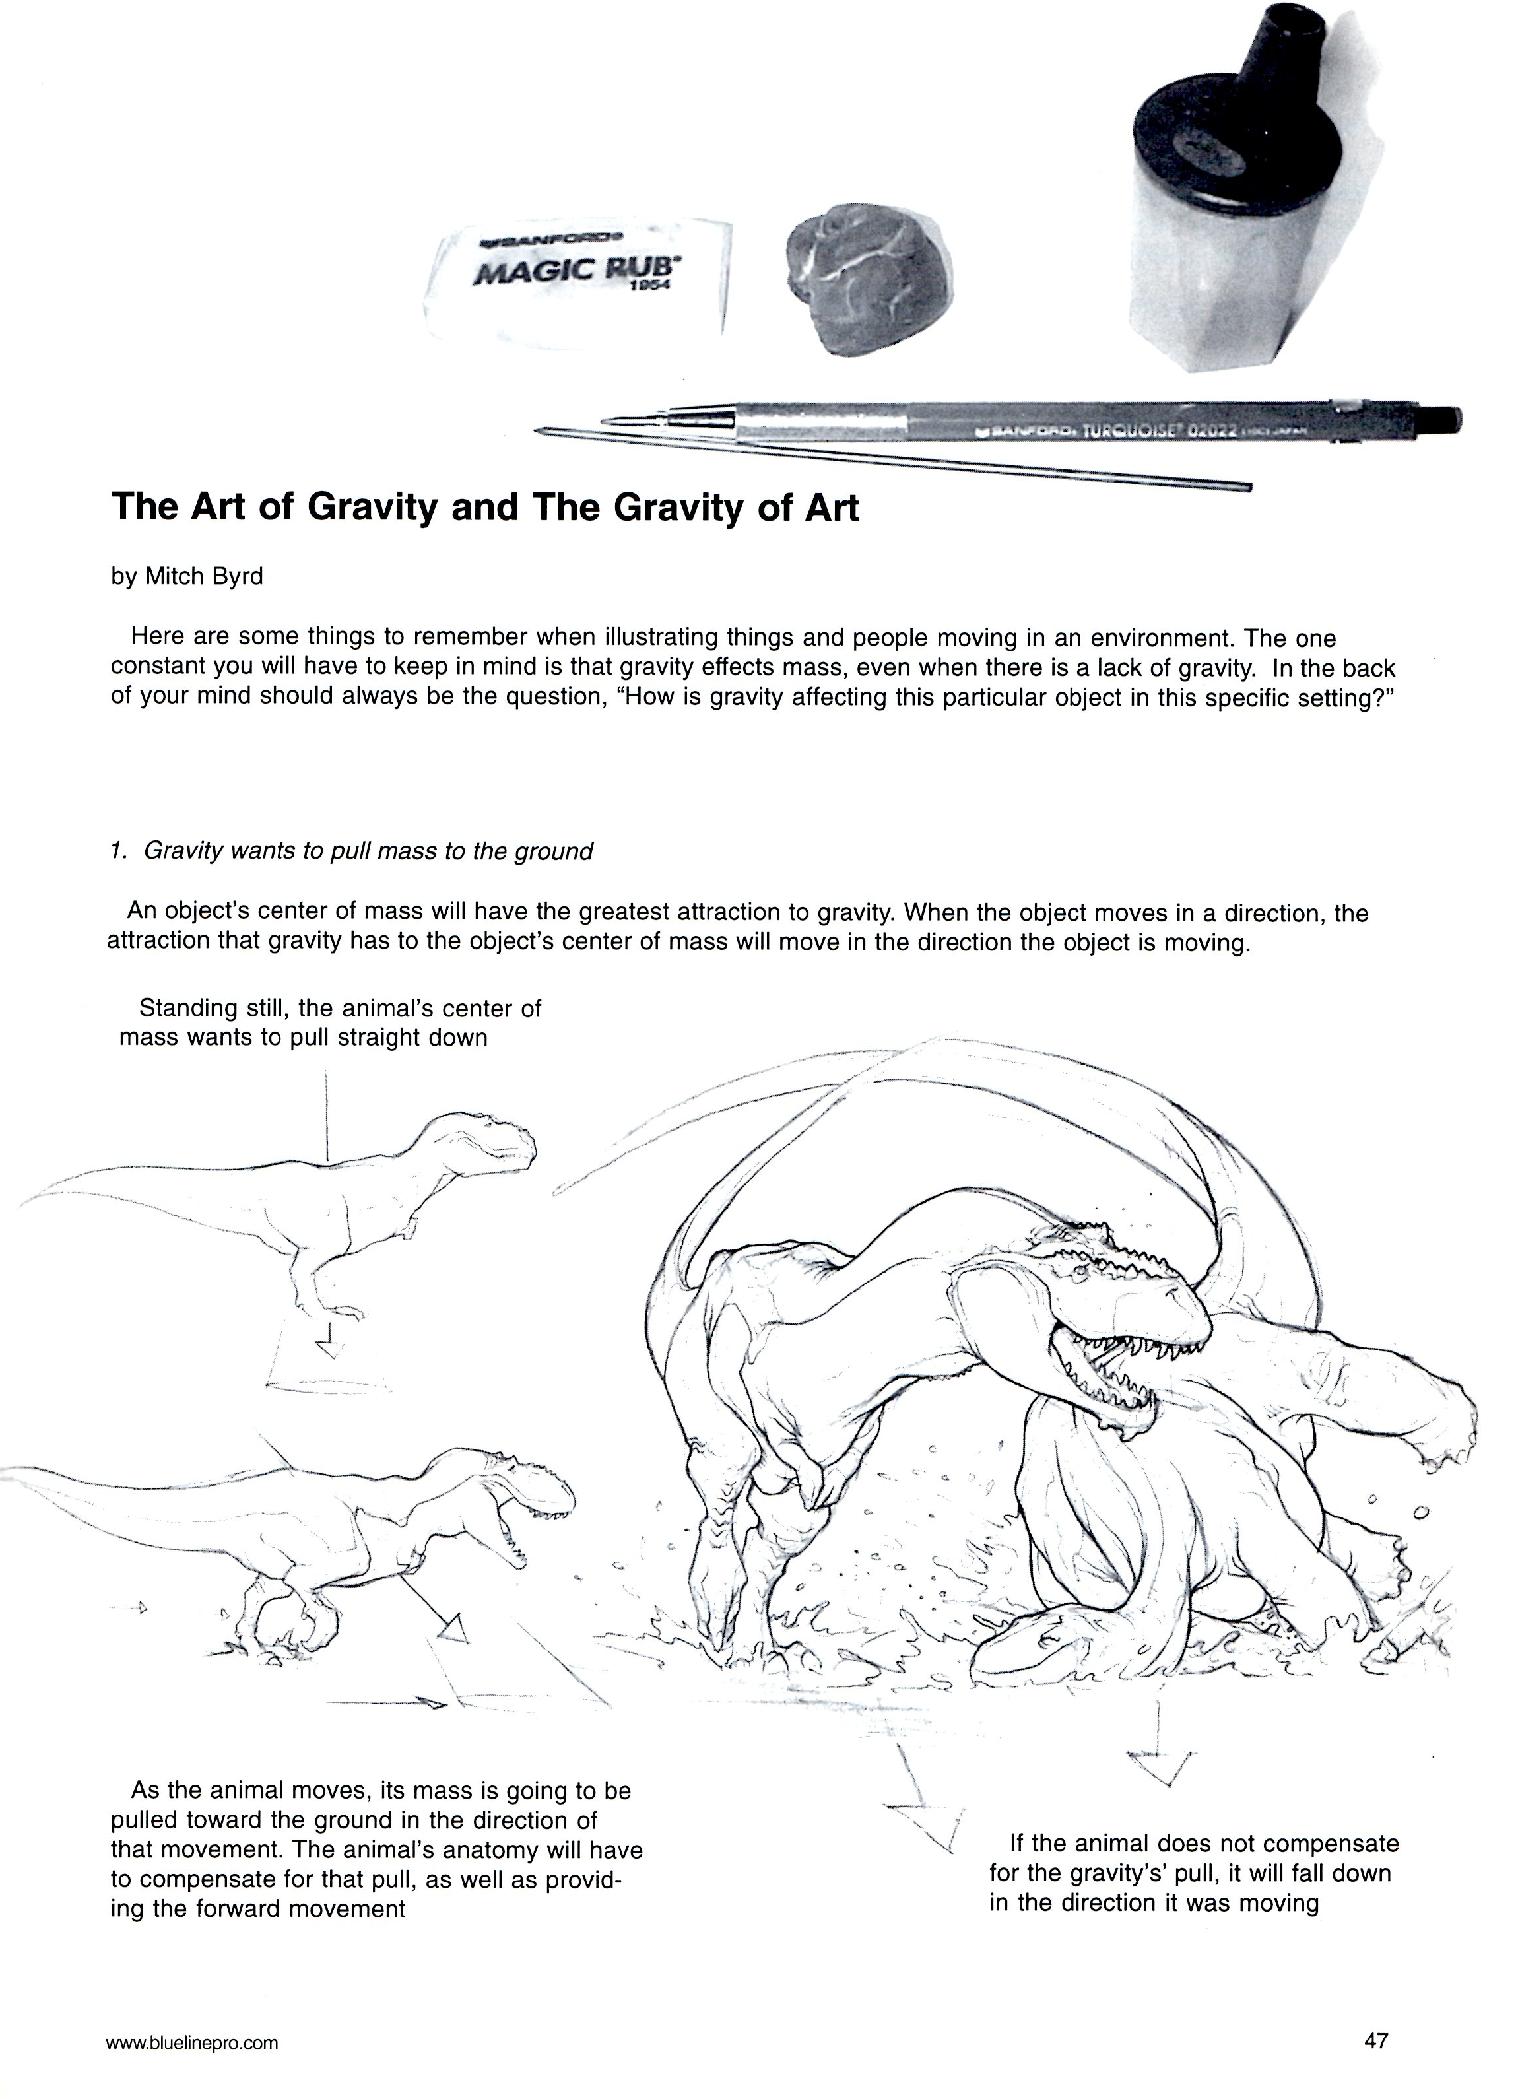 SANFORD®
MAGIC RUB®
1954
SANFORD® TURQUOISE® 02022
The Art of Gravity and The Gravity of Art
by Mitch Byrd
Here are some things to remember when illustrating things and people moving in an environment. The one
constant you will have to keep in mind is that gravity effects mass, even when there is a lack of gravity. In the back
of your mind should always be the question, “How is gravity affecting this particular object in this specific setting?"
1. Gravity wants to pull mass to the ground
An object's center of mass will have the greatest attraction to gravity. When the object moves in a direction, the
attraction that gravity has to the object's center of mass will move in the direction the object is moving.
Standing still, the animal's center of
mass wants to pull straight down
As the animal moves, its mass is going to be
pulled toward the ground in the direction of
that movement. The animal's anatomy will have
to compensate for that pull, as well as provid-
ing the forward movement
If the animal does not compensate
for the gravity's' pull, it will fall down
in the direction it was moving
www.bluelinepro.com
47